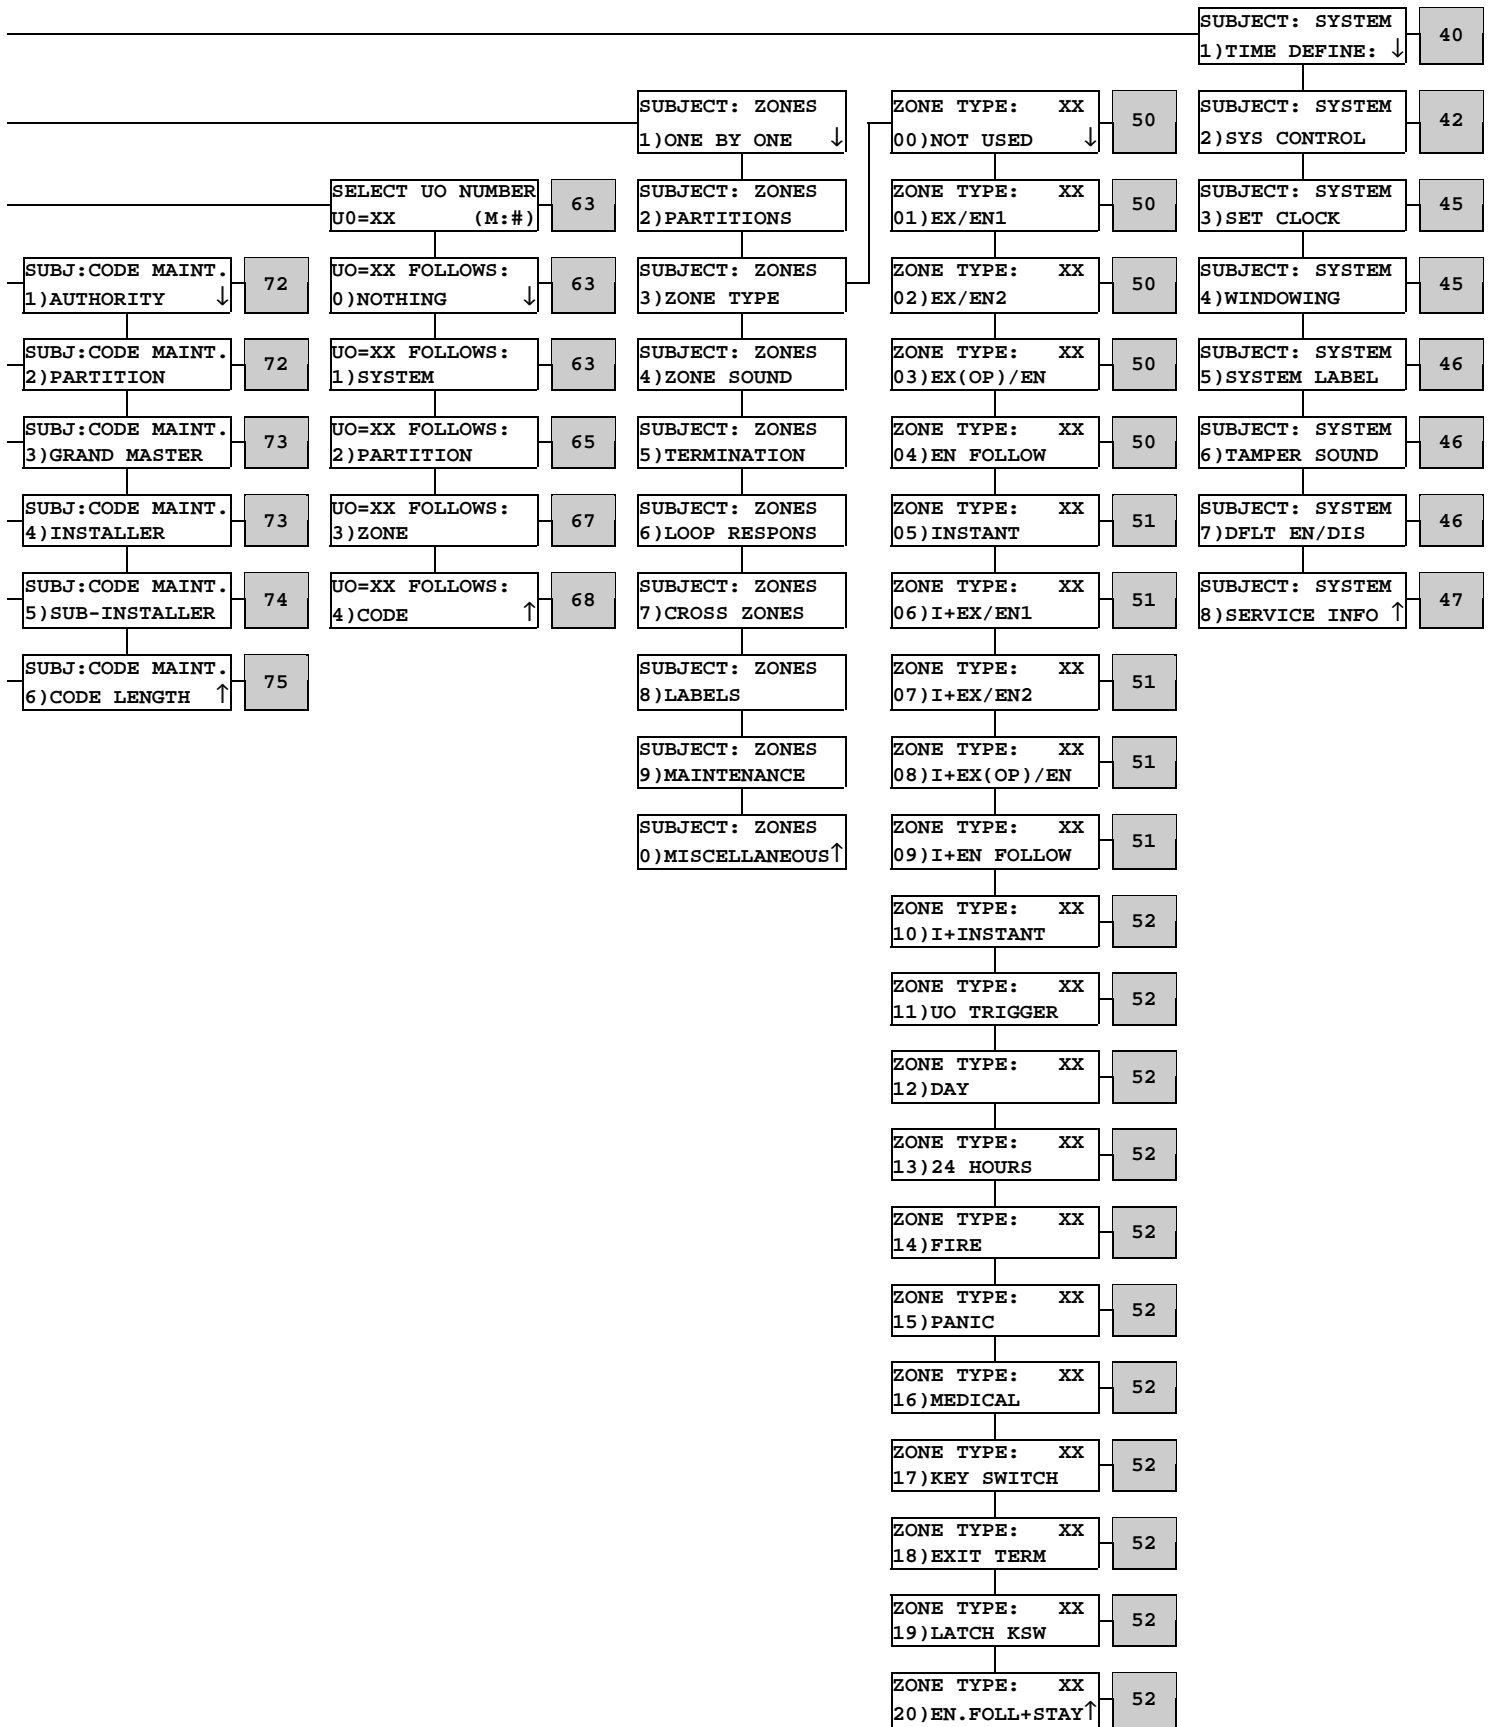 SUBJ:CODE MAINT.
1)AUTHORITY ↓
72
SUBJ:CODE MAINT.
2)PARTITION
72
SUBJ:CODE MAINT.
3)GRAND MASTER
73
SUBJ:CODE MAINT.
4)INSTALLER
73
SUBJ:CODE MAINT.
5)SUB-INSTALLER
74
SUBJ:CODE MAINT.
6)CODE LENGTH ↑
75
SELECT UO NUMBER
U0=XX (M:#)
63
UO=XX FOLLOWS:
0)NOTHING ↓
63
UO=XX FOLLOWS:
1)SYSTEM
63
UO=XX FOLLOWS:
2)PARTITION
65
UO=XX FOLLOWS:
3)ZONE
67
UO=XX FOLLOWS:
4)CODE ↑
68
SUBJECT: ZONES
1)ONE BY ONE ↓
SUBJECT: ZONES
2)PARTITIONS
SUBJECT: ZONES
3)ZONE TYPE
SUBJECT: ZONES
4)ZONE SOUND
SUBJECT: ZONES
5)TERMINATION
SUBJECT: ZONES
6)LOOP RESPONS
SUBJECT: ZONES
7)CROSS ZONES
SUBJECT: ZONES
8)LABELS
SUBJECT: ZONES
9)MAINTENANCE
SUBJECT: ZONES
0)MISCELLANEOUS↑
ZONE TYPE: XX
00)NOT USED ↓
50
ZONE TYPE: XX
01)EX/EN1
50
ZONE TYPE: XX
02)EX/EN2
50
ZONE TYPE: XX
03)EX(OP)/EN
50
ZONE TYPE: XX
04)EN FOLLOW
50
ZONE TYPE: XX
05)INSTANT
51
ZONE TYPE: XX
06)I+EX/EN1
51
ZONE TYPE: XX
07)I+EX/EN2
51
ZONE TYPE: XX
08)I+EX(OP)/EN
51
ZONE TYPE: XX
09)I+EN FOLLOW
51
ZONE TYPE: XX
10)I+INSTANT
52
ZONE TYPE: XX
11)UO TRIGGER
52
ZONE TYPE: XX
12)DAY
52
ZONE TYPE: XX
13)24 HOURS
52
ZONE TYPE: XX
14)FIRE
52
ZONE TYPE: XX
15)PANIC
52
ZONE TYPE: XX
16)MEDICAL
52
ZONE TYPE: XX
17)KEY SWITCH
52
ZONE TYPE: XX
18)EXIT TERM
52
ZONE TYPE: XX
19)LATCH KSW
52
ZONE TYPE: XX
20)EN.FOLL+STAY↑
52
SUBJECT: SYSTEM
1)TIME DEFINE: ↓
40
SUBJECT: SYSTEM
2)SYS CONTROL
42
SUBJECT: SYSTEM
3)SET CLOCK
45
SUBJECT: SYSTEM
4)WINDOWING
45
SUBJECT: SYSTEM
5)SYSTEM LABEL
46
SUBJECT: SYSTEM
6)TAMPER SOUND
46
SUBJECT: SYSTEM
7)DFLT EN/DIS
46
SUBJECT: SYSTEM
8)SERVICE INFO ↑
47